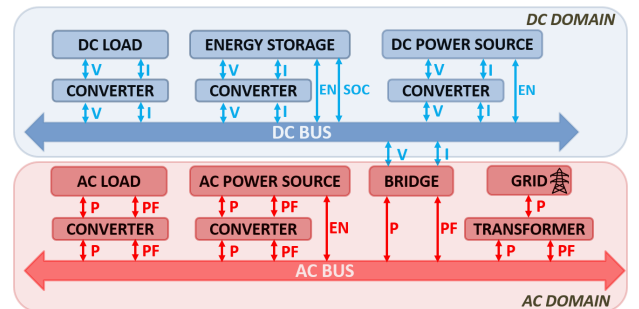 DC DOMAIN
DC LOAD ENERGY STORAGE DC POWER SOURCE
V I V I V I
CONVERTER CONVERTER EN SOC CONVERTER EN
V I V I V I
DC BUS
V I
AC LOAD AC POWER SOURCE BRIDGE GRID
P PF P PF P
CONVERTER CONVERTER EN P PF TRANSFORMER
P PF P PF P PF
AC BUS
AC DOMAIN